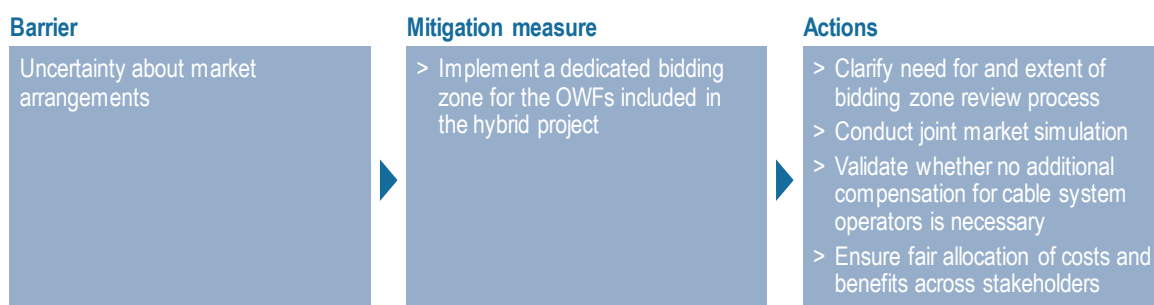 Barrier
Uncertainty about market
arrangements
Mitigation measure
> Implement a dedicated bidding
zone for the OWFs included in
the hybrid project
Actions
> Clarify need for and extent of
bidding zone review process
> Conduct joint market simulation
> Validate whether no additional
compensation for cable system
operators is necessary
> Ensure fair allocation of costs and
benefits across stakeholders